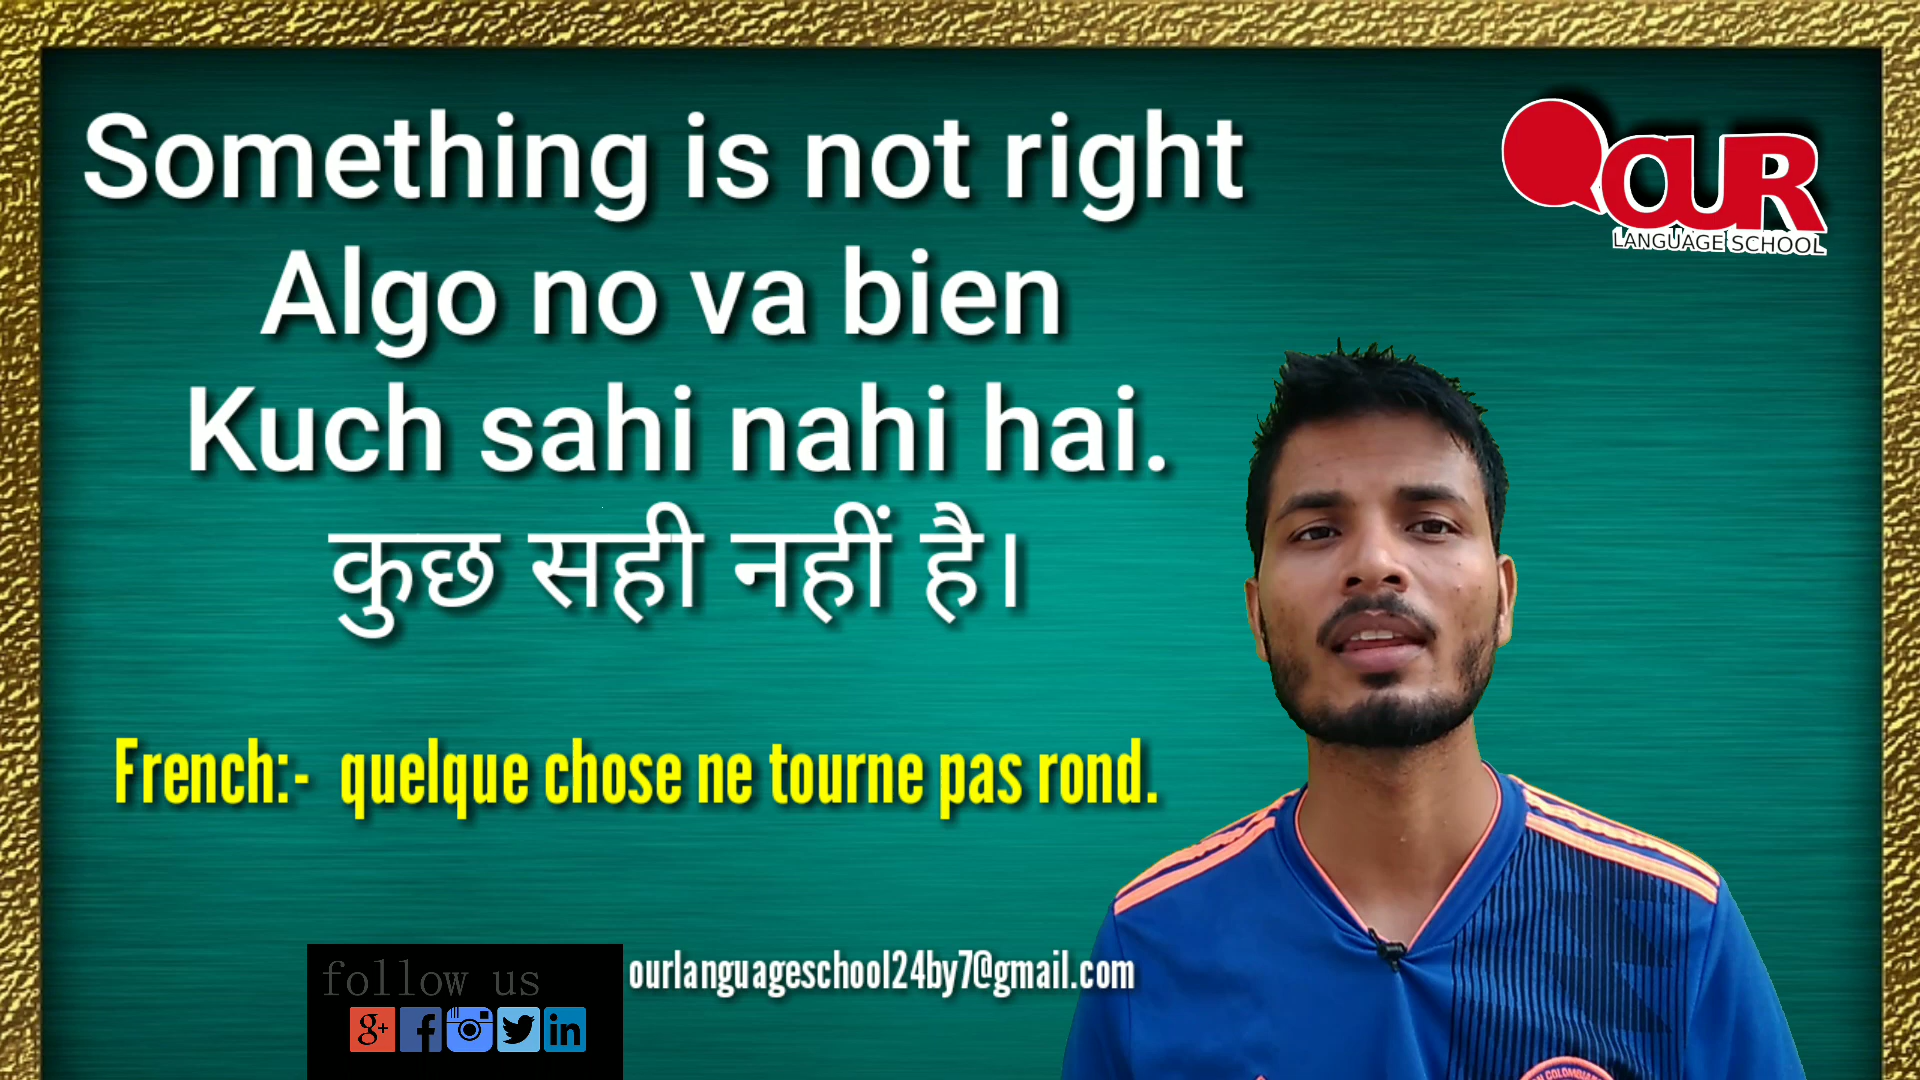 Something is not right
OUR
LANGUAGE SCHOOL
Algo no va bien
Kuch sahi nahi hai.
कुछ सही नहीं है।
French:- quelque chose ne tourne pas rond.
follow us
ourlanguageschool24by7@gmail.com
g+ f in